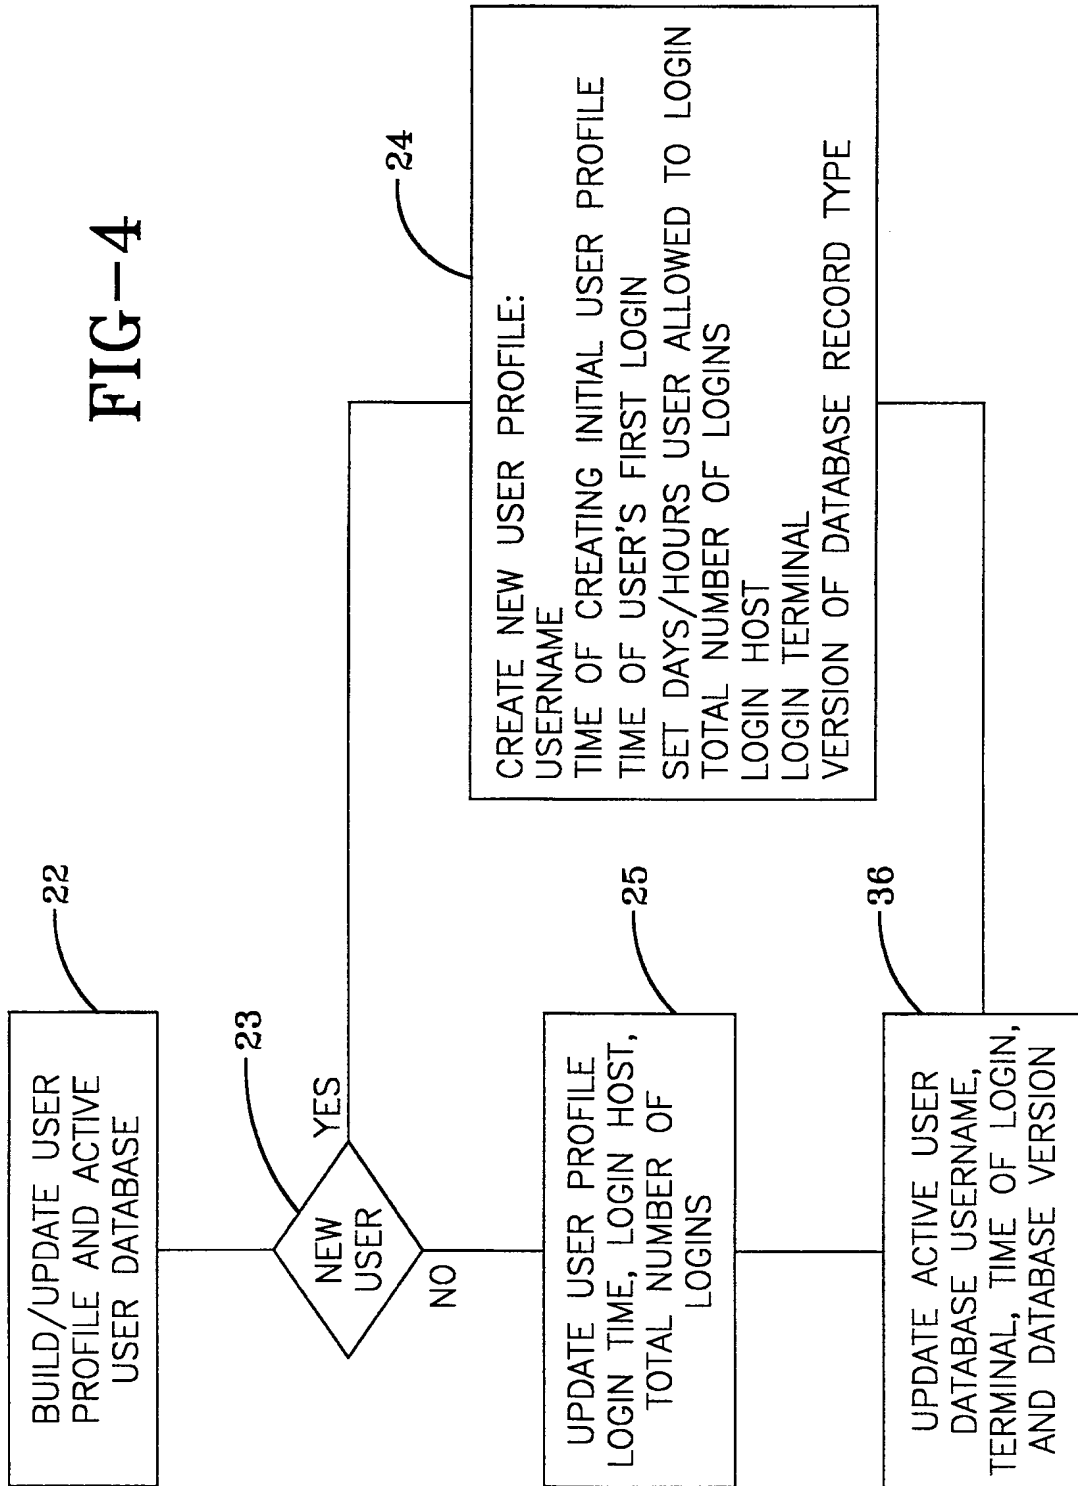 FIG-4
22
BUILD/UPDATE USER
PROFILE AND ACTIVE
USER DATABASE
23
NEW
USER
YES
NO
24
CREATE NEW USER PROFILE:
USERNAME
TIME OF CREATING INITIAL USER PROFILE
TIME OF USER'S FIRST LOGIN
SET DAYS/HOURS USER ALLOWED TO LOGIN
TOTAL NUMBER OF LOGINS
LOGIN HOST
LOGIN TERMINAL
VERSION OF DATABASE RECORD TYPE
25
UPDATE USER PROFILE
LOGIN TIME, LOGIN HOST,
TOTAL NUMBER OF
LOGINS
36
UPDATE ACTIVE USER
DATABASE USERNAME,
TERMINAL, TIME OF LOGIN,
AND DATABASE VERSION